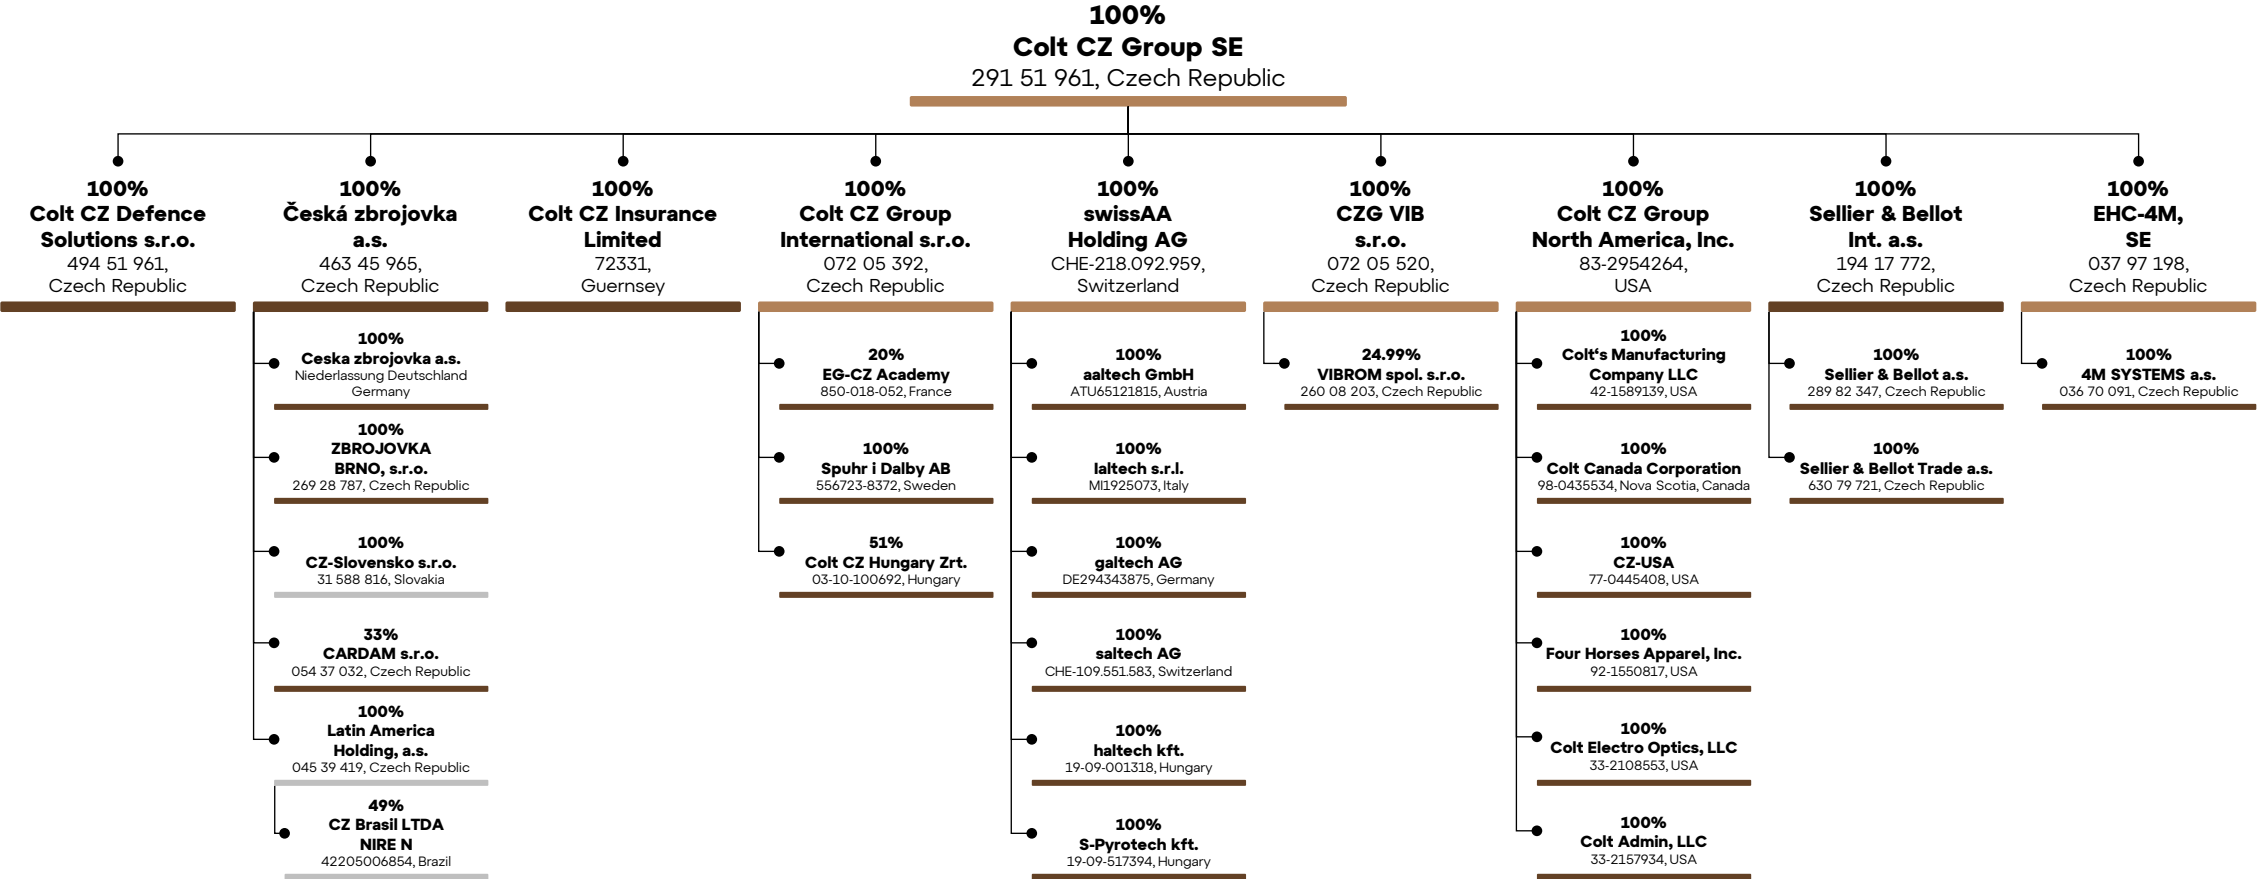 100%
Colt CZ Group SE
291 51 961, Czech Republic
100%
Colt CZ Defence
Solutions s.r.o.
494 51 961,
Czech Republic
100%
Česká zbrojovka
a.s.
463 45 965,
Czech Republic
100%
Ceska zbrojovka a.s.
Niederlassung Deutschland
Germany
100%
ZBROJOVKA
BRNO, s.r.o.
269 28 787, Czech Republic
100%
CZ-Slovensko s.r.o.
31 588 816, Slovakia
33%
CARDAM s.r.o.
054 37 032, Czech Republic
100%
Latin America
Holding, a.s.
045 39 419, Czech Republic
49%
CZ Brasil LTDA
NIRE N
42205006854, Brazil
100%
Colt CZ Insurance
Limited
72331,
Guernsey
100%
Colt CZ Group
International s.r.o.
072 05 392,
Czech Republic
20%
EG-CZ Academy
850-018-052, France
100%
Spuhr i Dalby AB
556723-8372, Sweden
51%
Colt CZ Hungary Zrt.
03-10-100692, Hungary
100%
swissAA
Holding AG
CHE-218.092.959,
Switzerland
100%
aaltech GmbH
ATU65121815, Austria
100%
Ialtech s.r.l.
MI1925073, Italy
100%
galtech AG
DE294343875, Germany
100%
saltech AG
CHE-109.551.583, Switzerland
100%
haltech kft.
19-09-001318, Hungary
100%
S-Pyrotech kft.
19-09-517394, Hungary
100%
CZG VIB
s.r.o.
072 05 520,
Czech Republic
24.99%
VIBROM spol. s.r.o.
260 08 203, Czech Republic
100%
Colt CZ Group
North America, Inc.
83-2954264,
USA
100%
Colt‘s Manufacturing
Company LLC
42-1589139, USA
100%
Colt Canada Corporation
98-0435534, Nova Scotia, Canada
100%
CZ-USA
77-0445408, USA
100%
Four Horses Apparel, Inc.
92-1550817, USA
100%
Colt Electro Optics, LLC
33-2108553, USA
100%
Colt Admin, LLC
33-2157934, USA
100%
Sellier & Bellot
Int. a.s.
194 17 772,
Czech Republic
100%
Sellier & Bellot a.s.
289 82 347, Czech Republic
100%
Sellier & Bellot Trade a.s.
630 79 721, Czech Republic
100%
EHC-4M,
SE
037 97 198,
Czech Republic
100%
4M SYSTEMS a.s.
036 70 091, Czech Republic